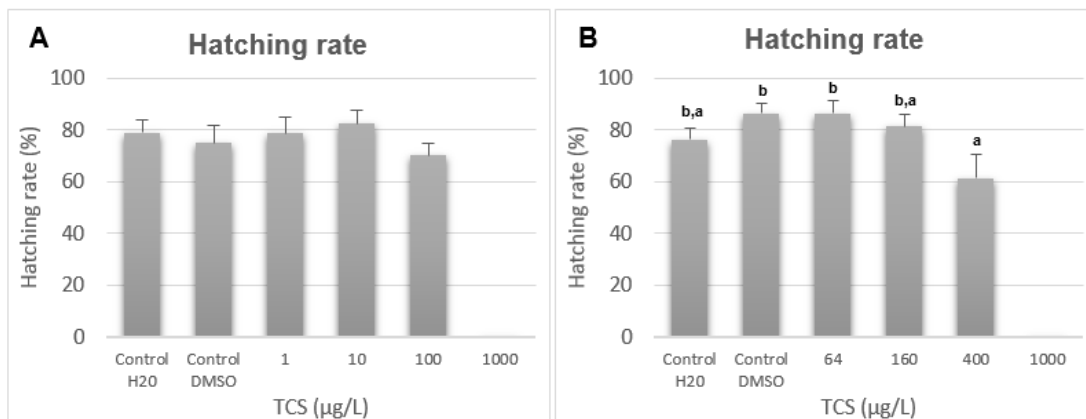 A
Hatching rate
Hatching rate (%)
100
80
60
40
20
0
Control H20
Control DMSO
1
10
100
1000
TCS (µg/L)
B
Hatching rate
Hatching rate (%)
100
80
60
40
20
0
b,a
b
b
b,a
a
Control H20
Control DMSO
64
160
400
1000
TCS (µg/L)